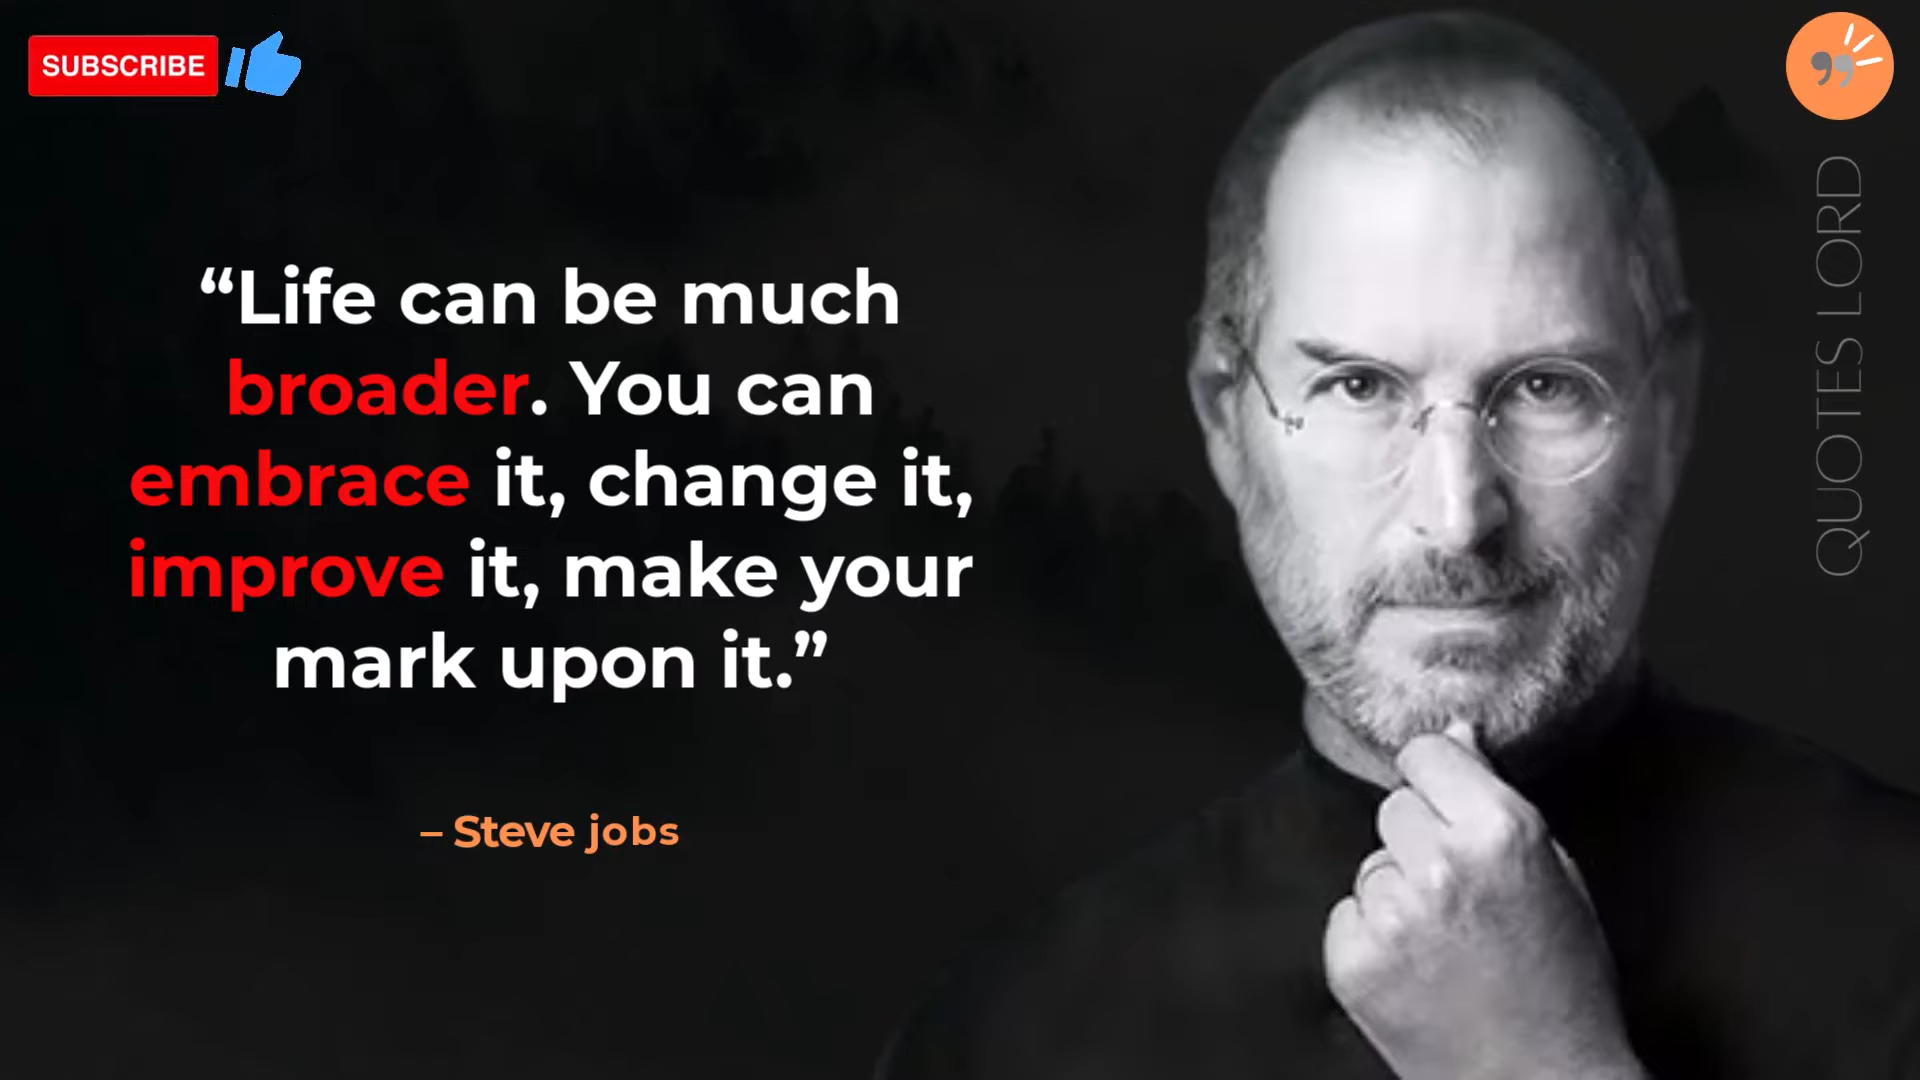 SUBSCRIBE
“Life can be much
broader. You can
embrace it, change it,
improve it, make your
mark upon it.”
– Steve jobs
QUOTES LORD